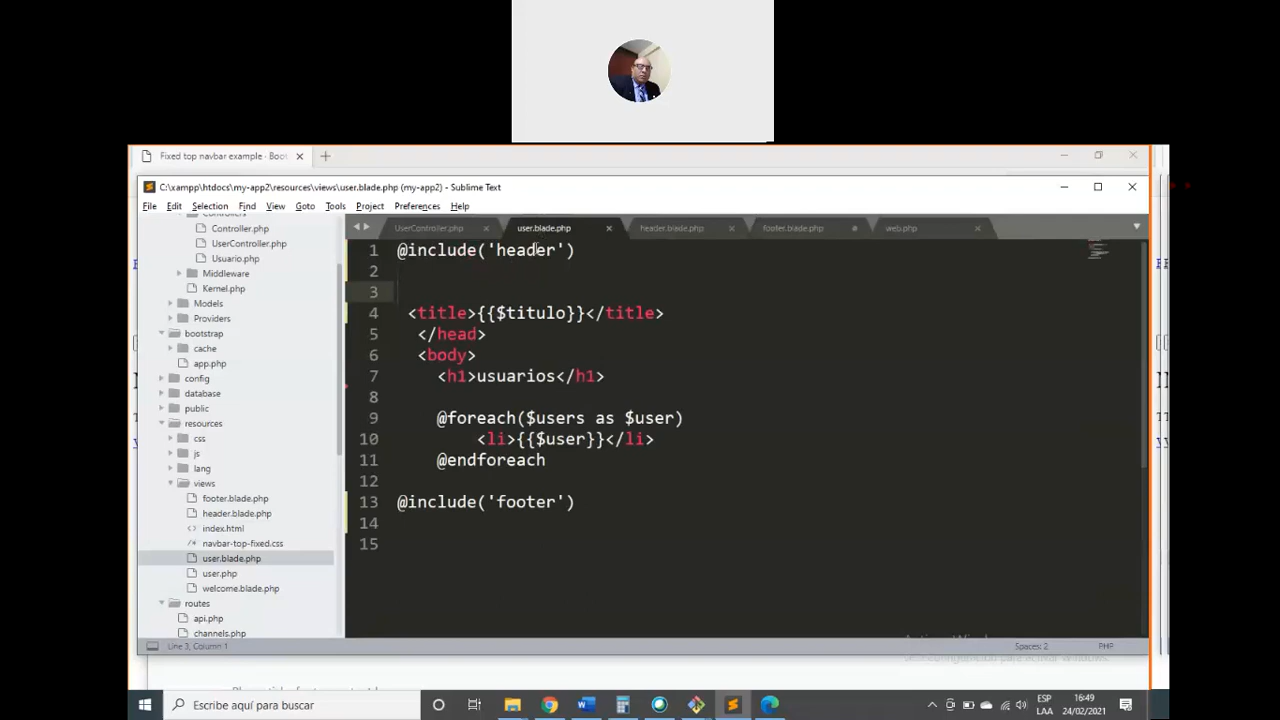 Fixed top navbar example · Boot
C:\xampp\htdocs\my-app2\resources\views\user.blade.php (my-app2) - Sublime Text
File Edit Selection Find View Goto Tools Project Preferences Help
Controllers
Controller.php
UserController.php
Usuario.php
Middleware
Kernel.php
Models
Providers
bootstrap
cache
app.php
config
database
public
resources
css
js
lang
views
footer.blade.php
header.blade.php
index.html
navbar-top-fixed.css
user.blade.php
user.php
welcome.blade.php
routes
api.php
channels.php
UserController.php user.blade.php header.blade.php footer.blade.php web.php
1 @include('header')
2
3
4 <title>{{$titulo}}</title>
5 </head>
6 <body>
7 <h1>usuarios</h1>
8
9 @foreach($users as $user)
10 <li>{{$user}}</li>
11 @endforeach
12
13 @include('footer')
14
15
Line 3, Column 1 Spaces: 2 PHP
Escribe aquí para buscar
ESP
LAA
16:49
24/02/2021